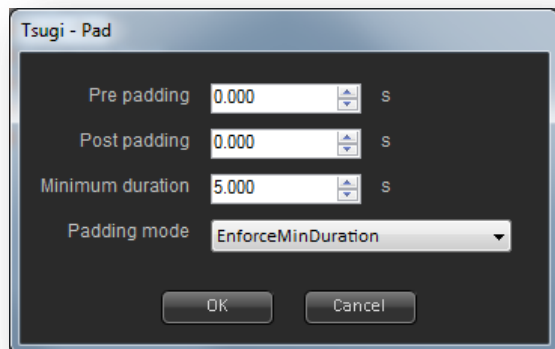 Tsugi - Pad
Pre padding 0.000 s
Post padding 0.000 s
Minimum duration 5.000 s
Padding mode EnforceMinDuration
OK Cancel